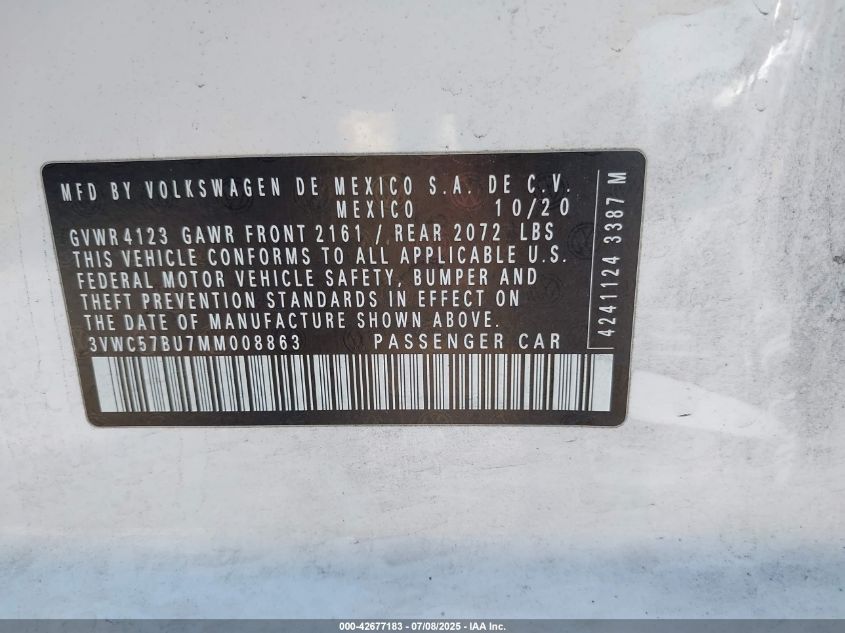 MFD BY VOLKSWAGEN DE MEXICO S.A. DE C.V.
MEXICO 10/20
GVWR 4123 GAWR FRONT 2161 / REAR 2072 LBS
THIS VEHICLE CONFORMS TO ALL APPLICABLE U.S.
FEDERAL MOTOR VEHICLE SAFETY, BUMPER AND
THEFT PREVENTION STANDARDS IN EFFECT ON
THE DATE OF MANUFACTURE SHOWN ABOVE.
3VWC57BU7MM008863 PASSENGER CAR
4241124 3387 M
000-42677183 - 07/08/2025 - IAA Inc.